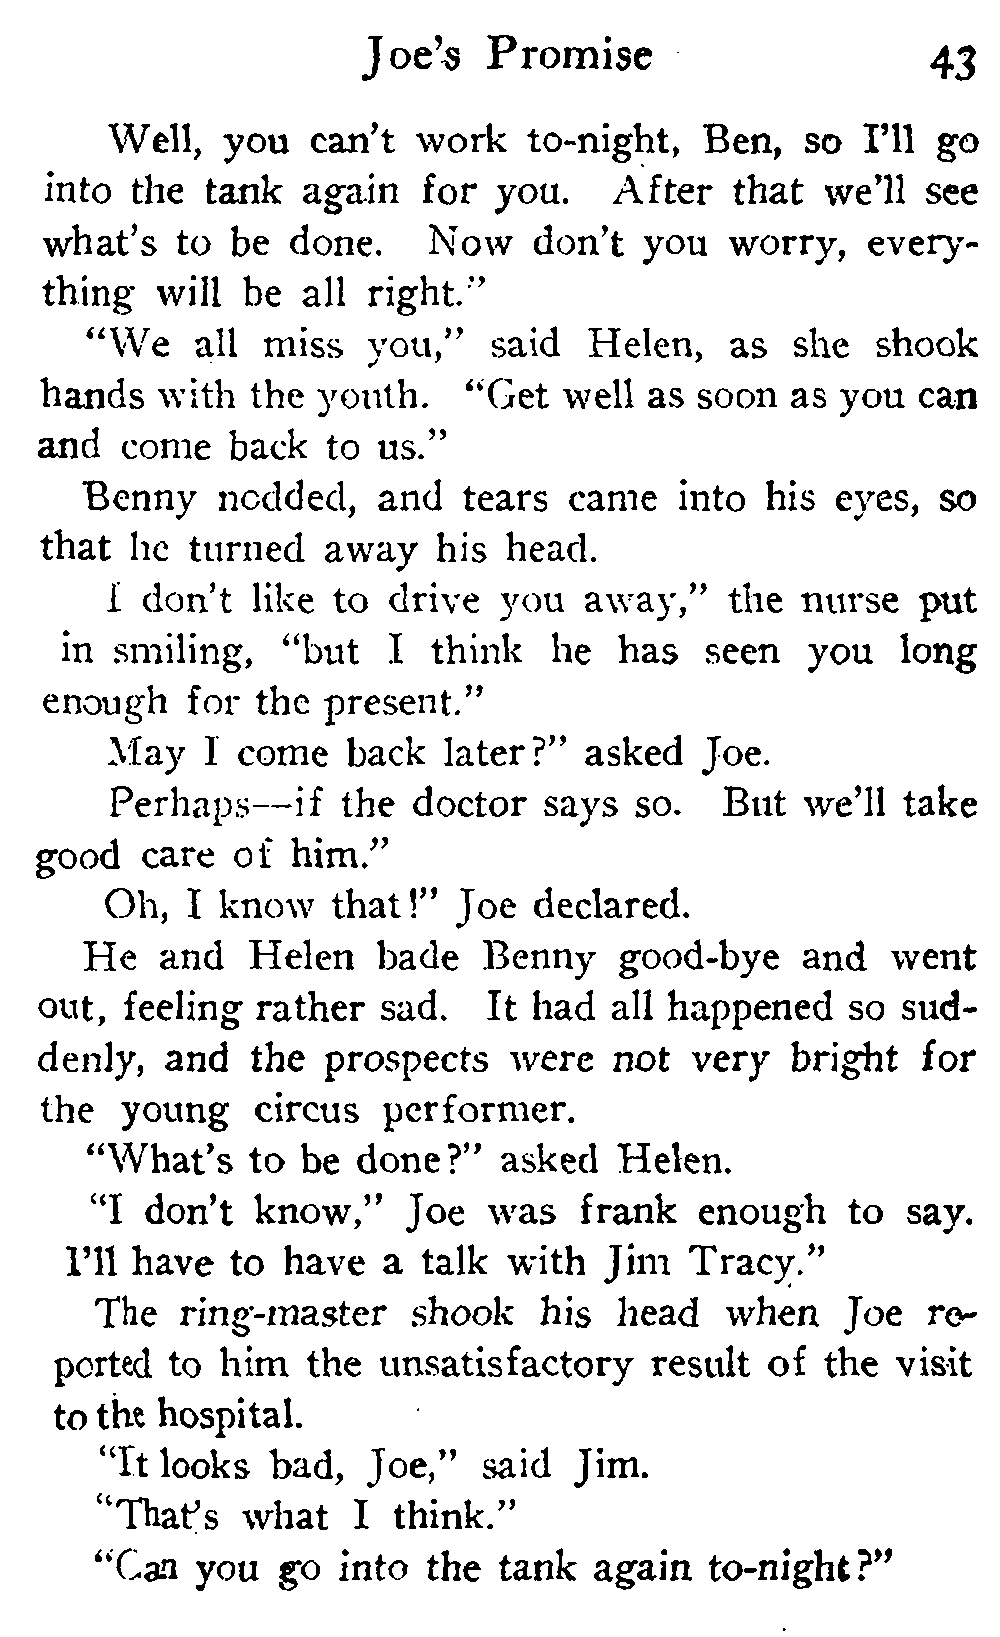 Joe's Promise 43
Well, you can't work to-night, Ben, so I'll go
into the tank again for you. After that we'll see
what's to be done. Now don't you worry, every-
thing will be all right."
"We all miss you," said Helen, as she shook
hands with the youth. "Get well as soon as you can
and come back to us."
Benny nodded, and tears came into his eyes, so
that he turned away his head.
I don't like to drive you away," the nurse put
in smiling, "but I think he has seen you long
enough for the present."
May I come back later?" asked Joe.
Perhaps—if the doctor says so. But we'll take
good care of him."
Oh, I know that!" Joe declared.
He and Helen bade Benny good-bye and went
out, feeling rather sad. It had all happened so sud-
denly, and the prospects were not very bright for
the young circus performer.
"What's to be done?" asked Helen.
"I don't know," Joe was frank enough to say.
I'll have to have a talk with Jim Tracy."
The ring-master shook his head when Joe re-
ported to him the unsatisfactory result of the visit
to the hospital.
"It looks bad, Joe," said Jim.
"That's what I think."
"Can you go into the tank again to-night?"